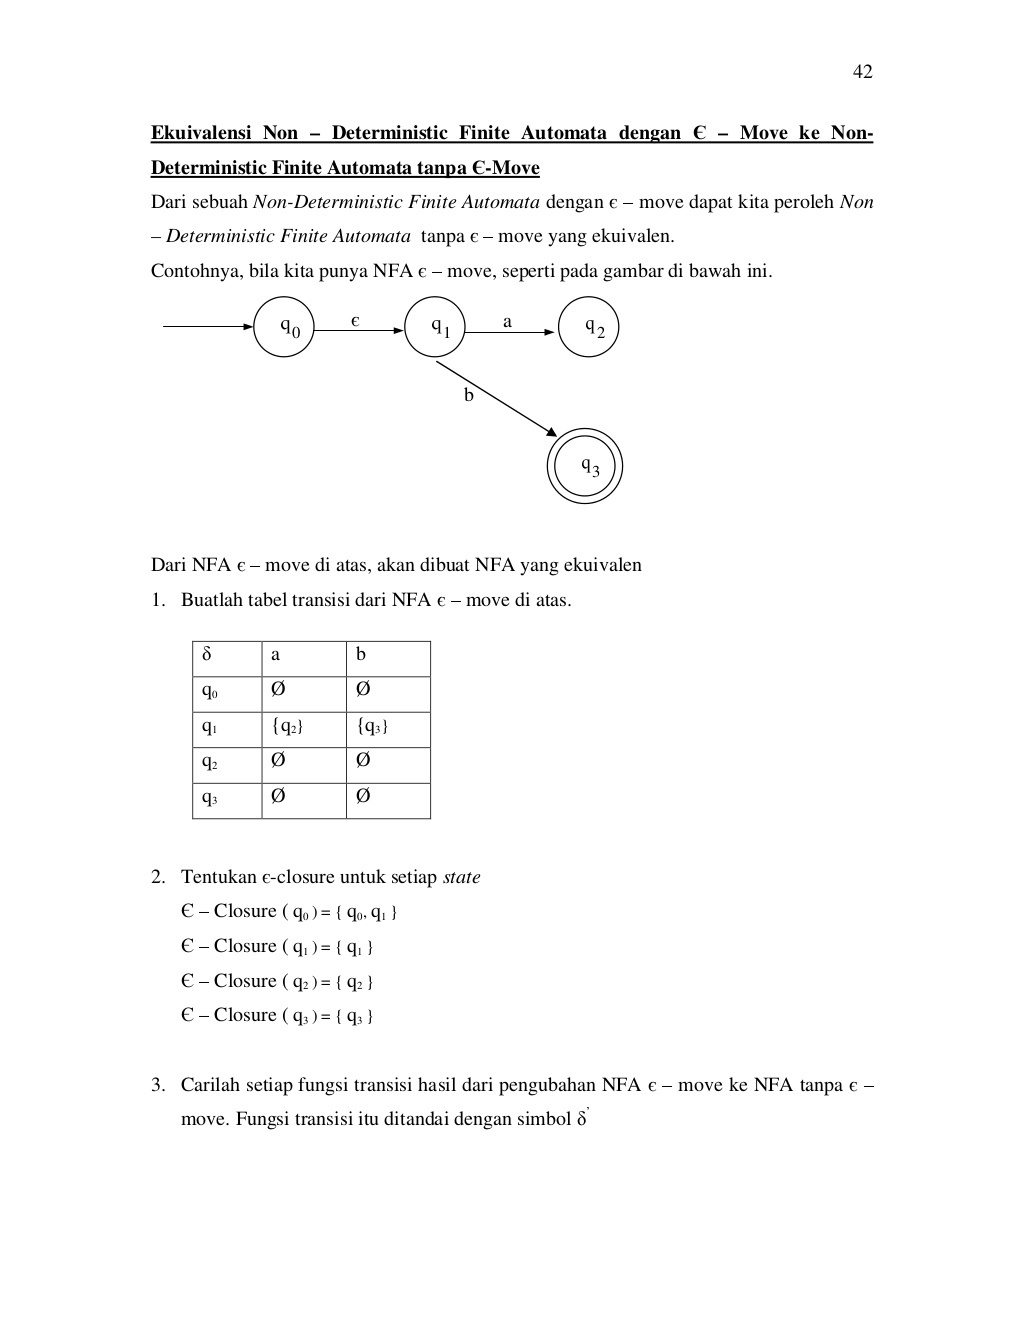 42
Ekuivalensi Non – Deterministic Finite Automata dengan Є – Move ke Non-
Deterministic Finite Automata tanpa Є-Move
Dari sebuah Non-Deterministic Finite Automata dengan є – move dapat kita peroleh Non
– Deterministic Finite Automata tanpa є – move yang ekuivalen.
Contohnya, bila kita punya NFA є – move, seperti pada gambar di bawah ini.
q0 є q1 a q2
b
q3
Dari NFA є – move di atas, akan dibuat NFA yang ekuivalen
1. Buatlah tabel transisi dari NFA є – move di atas.
δ a b
q0 Ø Ø
q1 {q2} {q3}
q2 Ø Ø
q3 Ø Ø
2. Tentukan є-closure untuk setiap state
Є – Closure ( q0 ) = { q0, q1 }
Є – Closure ( q1 ) = { q1 }
Є – Closure ( q2 ) = { q2 }
Є – Closure ( q3 ) = { q3 }
3. Carilah setiap fungsi transisi hasil dari pengubahan NFA є – move ke NFA tanpa є –
move. Fungsi transisi itu ditandai dengan simbol δ'